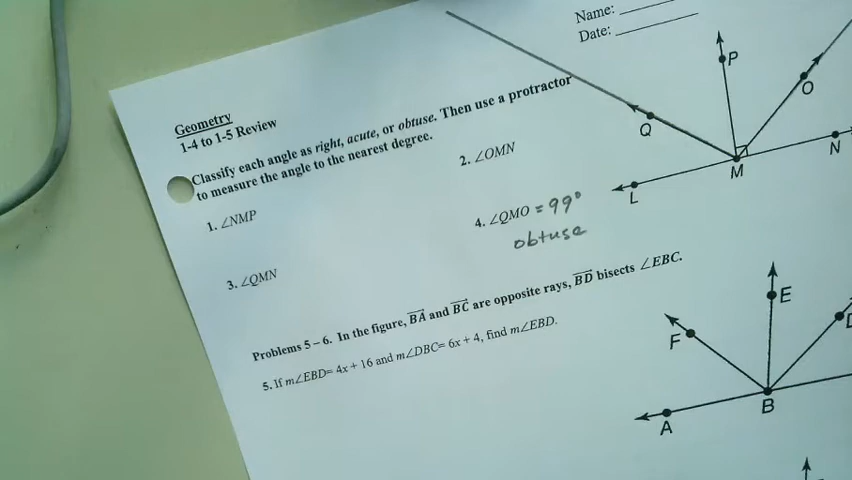 Name:
Date:
Geometry
1-4 to 1-5 Review
Classify each angle as right, acute, or obtuse. Then use a protractor
to measure the angle to the nearest degree.
1. ∠NMP
2. ∠OMN
3. ∠QMN
4. ∠QMO = 99°
obtuse
P
O
Q
N
M
L
Problems 5 – 6. In the figure, BA and BC are opposite rays, BD bisects ∠EBC.
5. If m∠EBD= 4x + 16 and m∠DBC= 6x + 4, find m∠EBD.
E
D
F
B
A